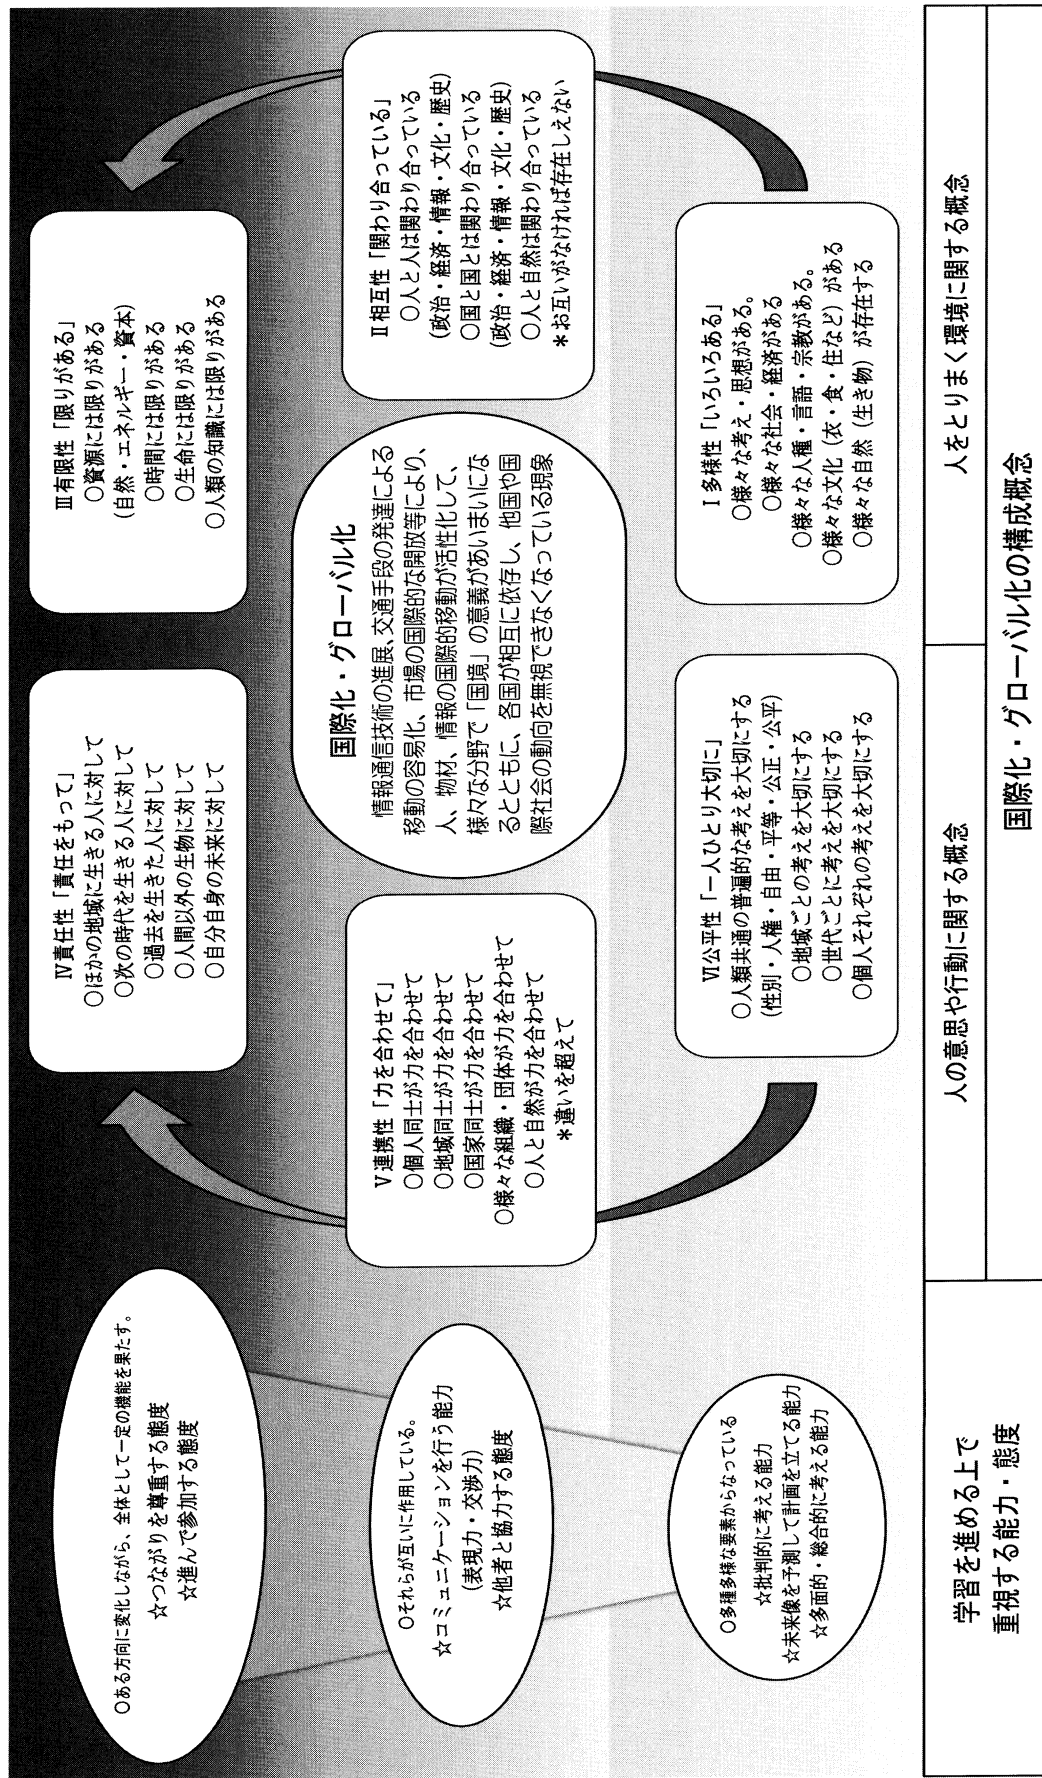 ○ある方向に変化しながら、全体として一定の機能を果たす。
☆つながりを尊重する態度
☆進んで参加する態度
○それらが互いに作用している。
☆コミュニケーションを行う能力
(表現力・交渉力)
☆他者と協力する態度
○多種多様な要素からなっている
☆批判的に考える能力
☆未来像を予測して計画を立てる能力
☆多面的・総合的に考える能力
Ⅳ責任性「責任をもって」
○ほかの地域に生きる人に対して
○次の時代を生きる人に対して
○過去を生きた人に対して
○人間以外の生物に対して
○自分自身の未来に対して
Ⅴ連携性「力を合わせて」
○個人同士が力を合わせて
○地域同士が力を合わせて
○国家同士が力を合わせて
○様々な組織・団体が力を合わせて
○人と自然が力を合わせて
＊違いを超えて
Ⅵ公平性「一人ひとり大切に」
○人類共通の普遍的な考えを大切にする
(性別・人権・自由・平等・公正・公平)
○地域ごとの考えを大切にする
○世代ごとに考えを大切にする
○個人それぞれの考えを大切にする
国際化・グローバル化
情報通信技術の進展、交通手段の発達による
移動の容易化、市場の国際的な開放等により、
人、物材、情報の国際的移動が活性化して、
様々な分野で「国境」の意義があいまいにな
るとともに、各国が相互に依存し、他国や国
際社会の動向を無視できなくなっている現象
Ⅲ有限性「限りがある」
○資源には限りがある
(自然・エネルギー・資本)
○時間には限りがある
○生命には限りがある
○人類の知識には限りがある
Ⅱ相互性「関わり合っている」
○人と人は関わり合っている
(政治・経済・情報・文化・歴史)
○国と国とは関わり合っている
(政治・経済・情報・文化・歴史)
○人と自然は関わり合っている
＊お互いがなければ存在しえない
Ⅰ多様性「いろいろある」
○様々な考え・思想がある。
○様々な社会・経済がある
○様々な人種・言語・宗教がある。
○様々な文化（衣・食・住など）がある
○様々な自然（生き物）が存在する
学習を進める上で
重視する能力・態度
人の意思や行動に関する概念
人をとりまく環境に関する概念
国際化・グローバル化の構成概念